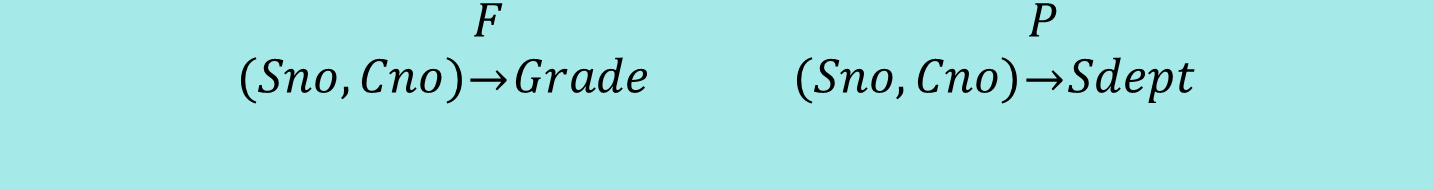 F P
(Sno, Cno)→Grade (Sno, Cno)→Sdept